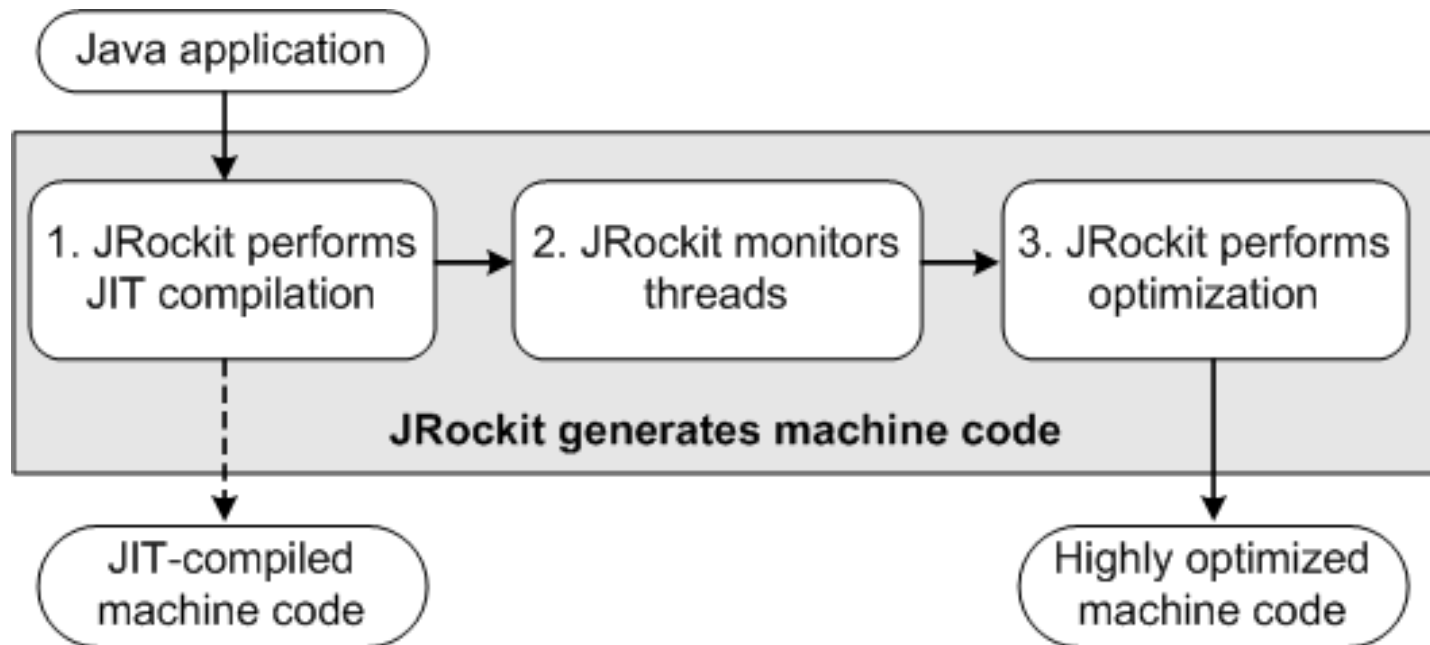 Java application
1. JRockit performs
JIT compilation
2. JRockit monitors
threads
3. JRockit performs
optimization
JRockit generates machine code
JIT-compiled
machine code
Highly optimized
machine code